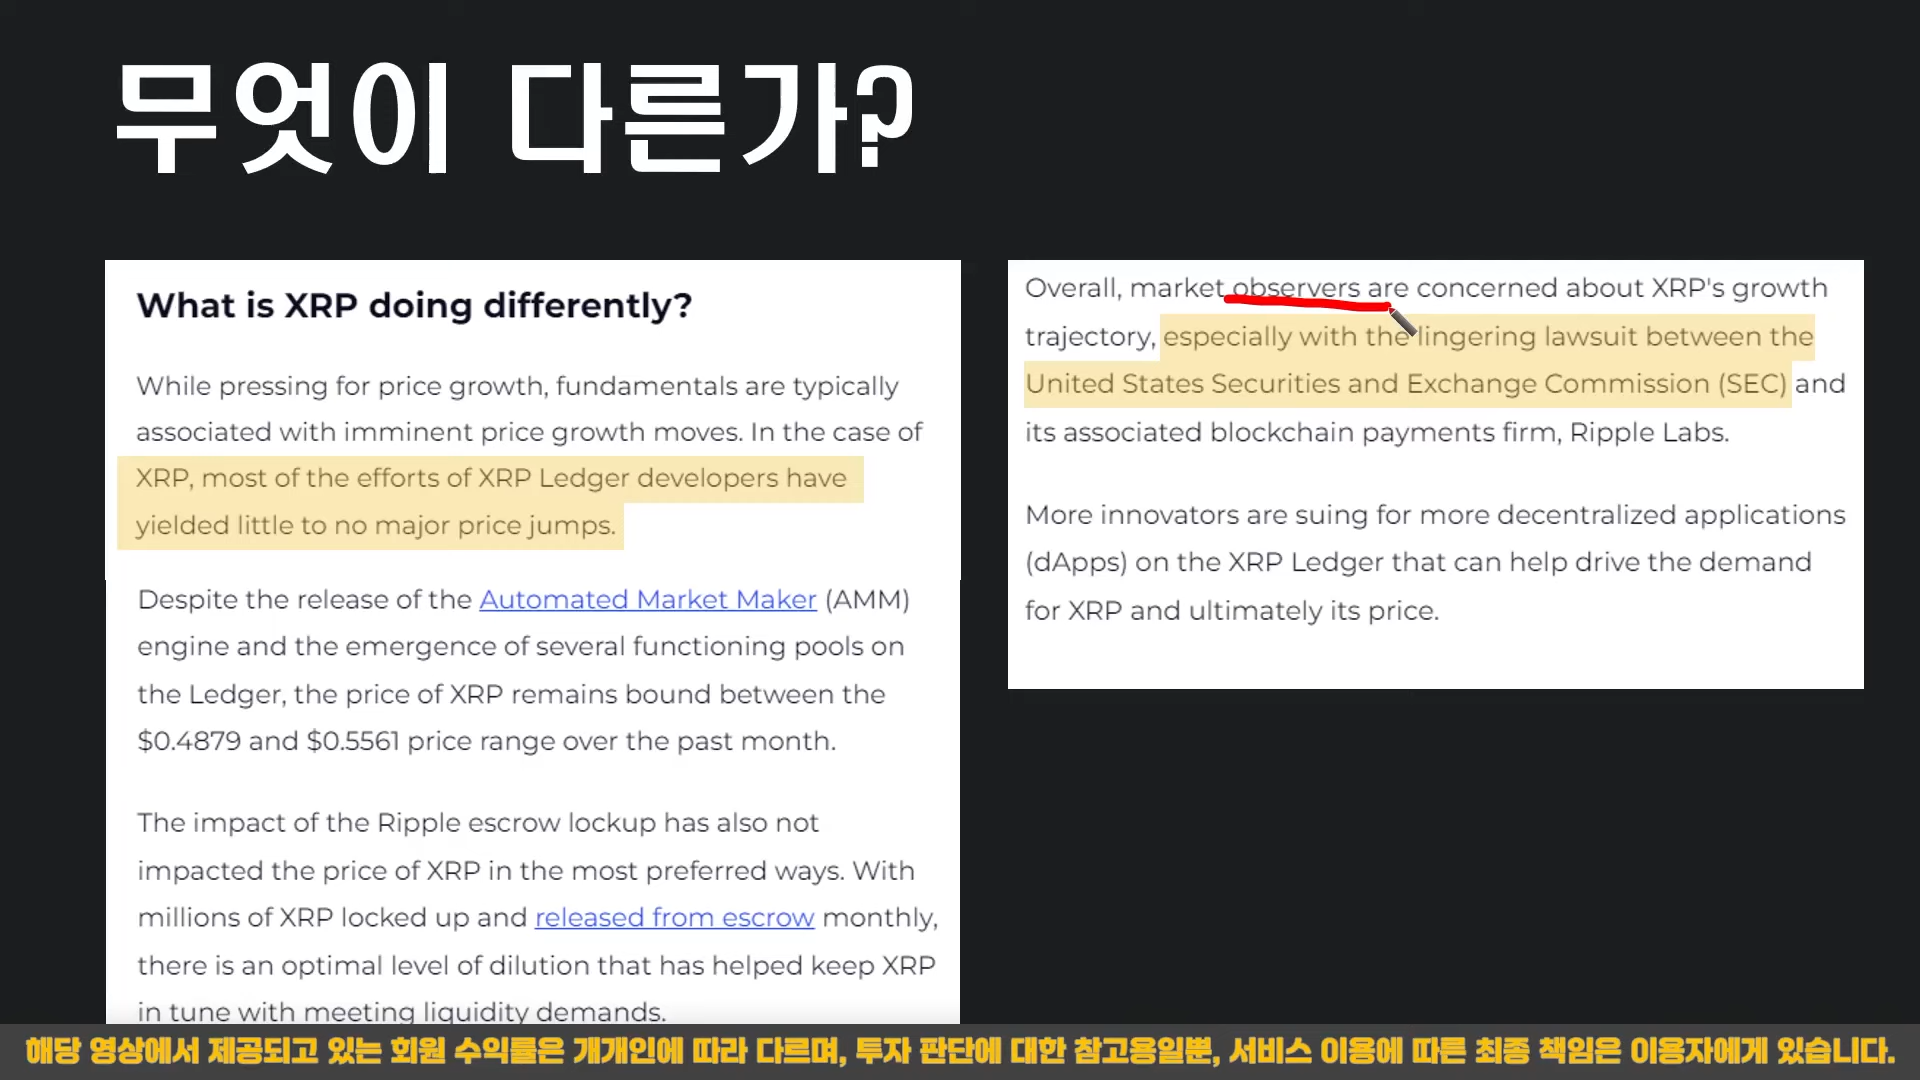 무엇이 다른가?
What is XRP doing differently?
While pressing for price growth, fundamentals are typically
associated with imminent price growth moves. In the case of
XRP, most of the efforts of XRP Ledger developers have
yielded little to no major price jumps.
Despite the release of the Automated Market Maker (AMM)
engine and the emergence of several functioning pools on
the Ledger, the price of XRP remains bound between the
$0.4879 and $0.5561 price range over the past month.
The impact of the Ripple escrow lockup has also not
impacted the price of XRP in the most preferred ways. With
millions of XRP locked up and released from escrow monthly,
there is an optimal level of dilution that has helped keep XRP
in tune with meeting liquidity demands.
Overall, market observers are concerned about XRP's growth
trajectory, especially with the lingering lawsuit between the
United States Securities and Exchange Commission (SEC) and
its associated blockchain payments firm, Ripple Labs.
More innovators are suing for more decentralized applications
(dApps) on the XRP Ledger that can help drive the demand
for XRP and ultimately its price.
해당 영상에서 제공되고 있는 회원 수익률은 개개인에 따라 다르며, 투자 판단에 대한 참고용일뿐, 서비스 이용에 따른 최종 책임은 이용자에게 있습니다.